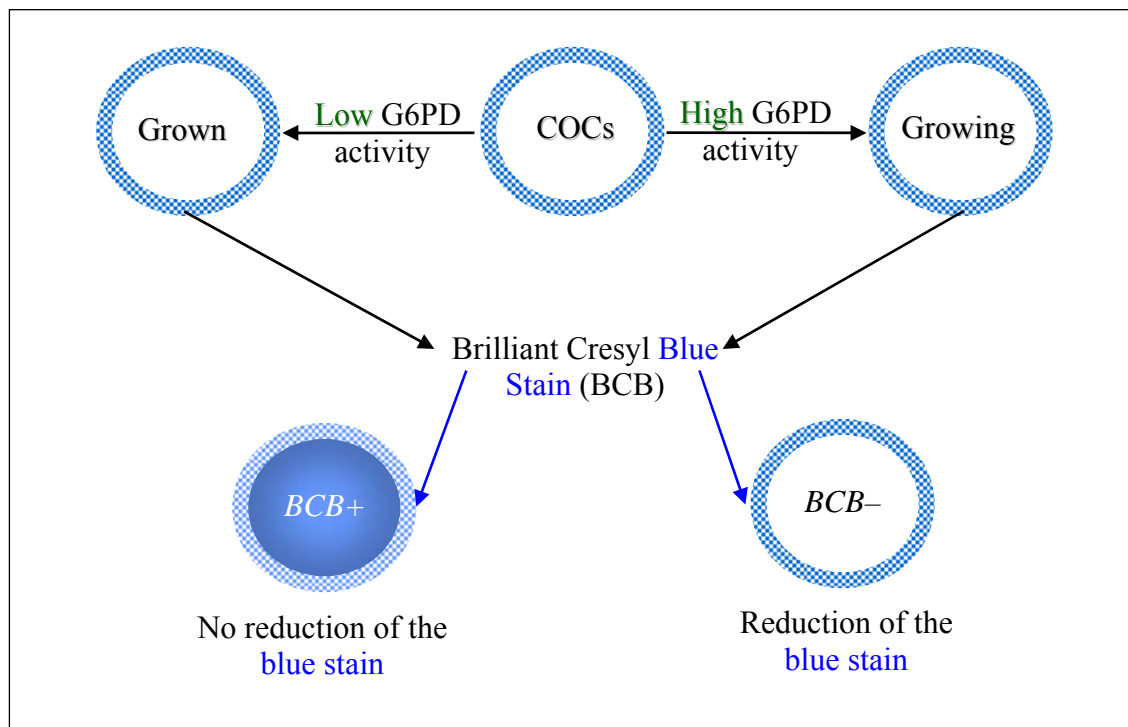 Grown
Low G6PD
activity
COCs
High G6PD
activity
Growing
Brilliant Cresyl Blue
Stain (BCB)
BCB+
BCB–
No reduction of the
blue stain
Reduction of the
blue stain